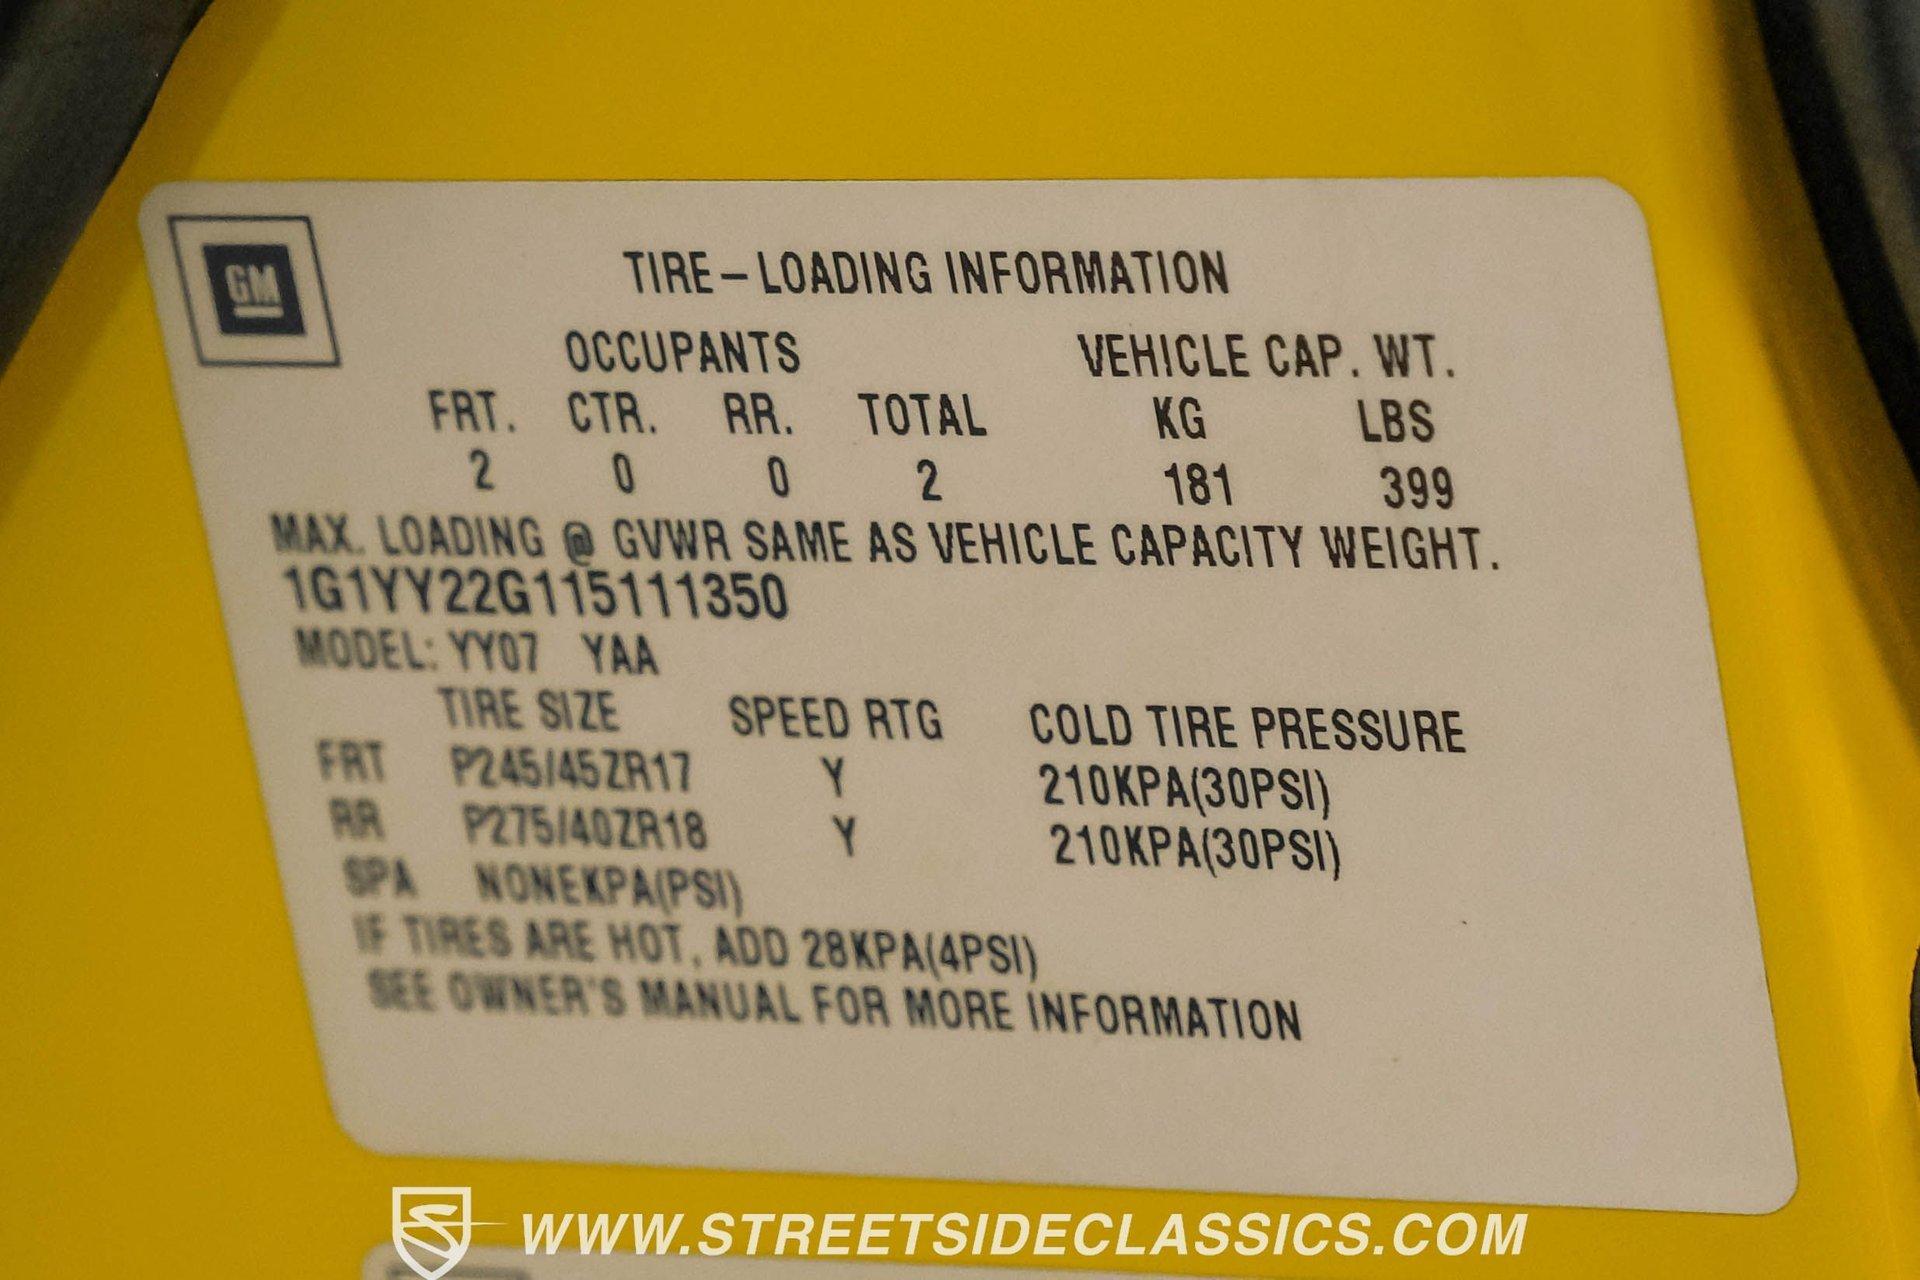 GM
TIRE–LOADING INFORMATION
OCCUPANTS VEHICLE CAP. WT.
FRT. CTR. RR. TOTAL KG LBS
2 0 0 2 181 399
MAX. LOADING @ GVWR SAME AS VEHICLE CAPACITY WEIGHT.
1G1YY22G115111350
MODEL: YY07 YAA
TIRE SIZE SPEED RTG COLD TIRE PRESSURE
FRT P245/45ZR17 Y 210KPA(30PSI)
RR P275/40ZR18 Y 210KPA(30PSI)
SPA NONEKPA(PSI)
IF TIRES ARE HOT, ADD 28KPA(4PSI)
SEE OWNER'S MANUAL FOR MORE INFORMATION
WWW.STREETSIDECLASSICS.COM